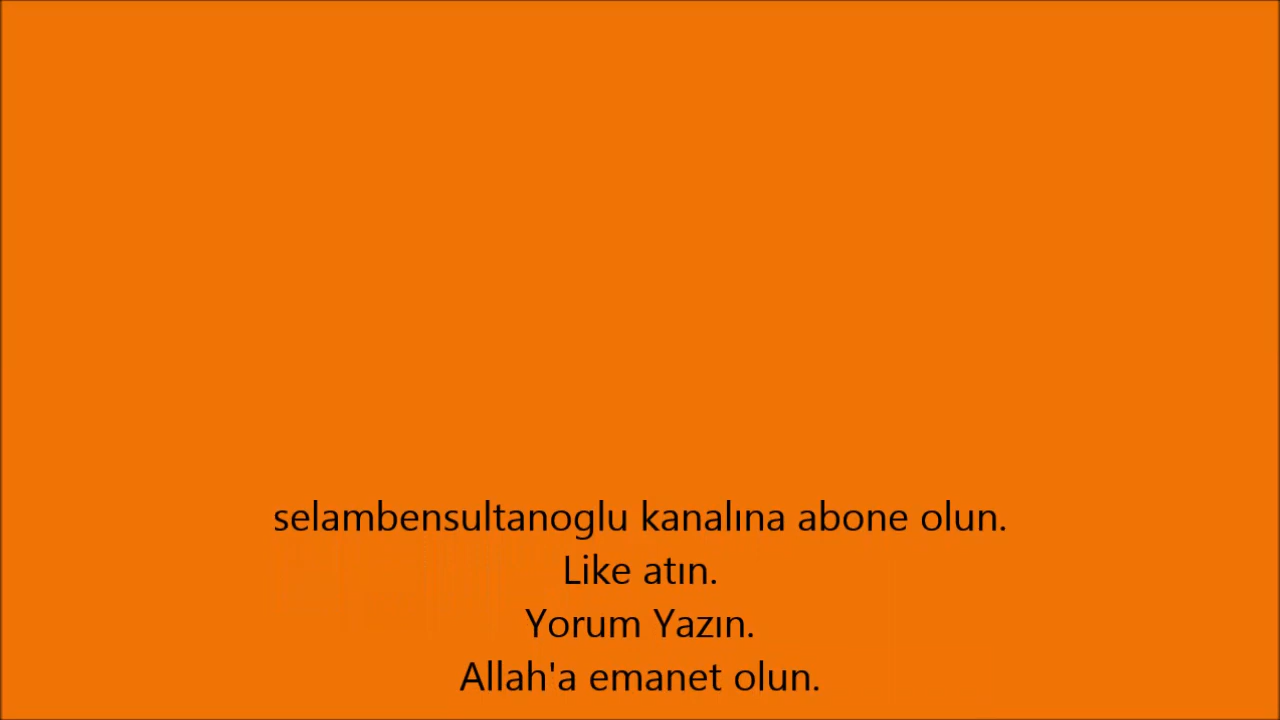 selambensultanoglu kanalına abone olun.
Like atın.
Yorum Yazın.
Allah'a emanet olun.